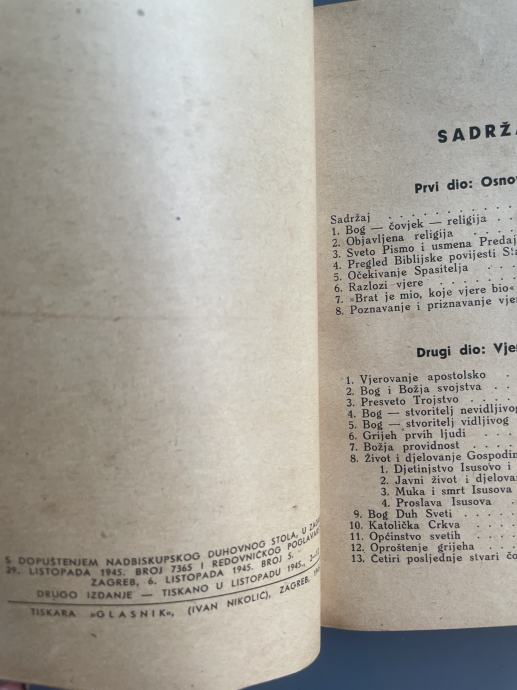 S DOPUŠTENJEM NADBISKUPSKOG DUHOVNOG STOLA, U
29. LISTOPADA 1945. BROJ 7365 I REDOVNIČKOG
ZAGREB, 6. LISTOPADA 1945. BROJ 5.
DRUGO IZDANJE — TISKANO U LISTOPADU 1945.,
TISKARA »GLASNIK«, (IVAN NIKOLIĆ), ZAGREB,
SADRŽA
Prvi dio: Osnov
Sadržaj . . . . . . . . .
1. Bog — čovjek — religija . . .
2. Objavljena religija . . . .
3. Sveto Pismo i usmena Predaj
4. Pregled Biblijske povijesti Sta
5. Očekivanje Spasitelja . . .
6. Razlozi vjere . . . .
7. »Brat je mio, koje vjere bio«
8. Poznavanje i priznavanje vjer
Drugi dio: Vjer
1. Vjerovanje apostolsko . .
2. Bog i Božja svojstva . .
3. Presveto Trojstvo . . .
4. Bog — stvoritelj nevidljivog
5. Bog — stvoritelj vidljivog
6. Grijeh prvih ljudi . . .
7. Božja providnost . . .
8. Život i djelovanje Gospodin
1. Djetinjstvo Isusovo i
2. Javni život i djelovan
3. Muka i smrt Isusova
4. Proslava Isusova . .
9. Bog Duh Sveti . . . .
10. Katolička Crkva . . . .
11. Općinstvo svetih . . . .
12. Oproštenje grijeha . . .
13. Četiri posljednje stvari čo